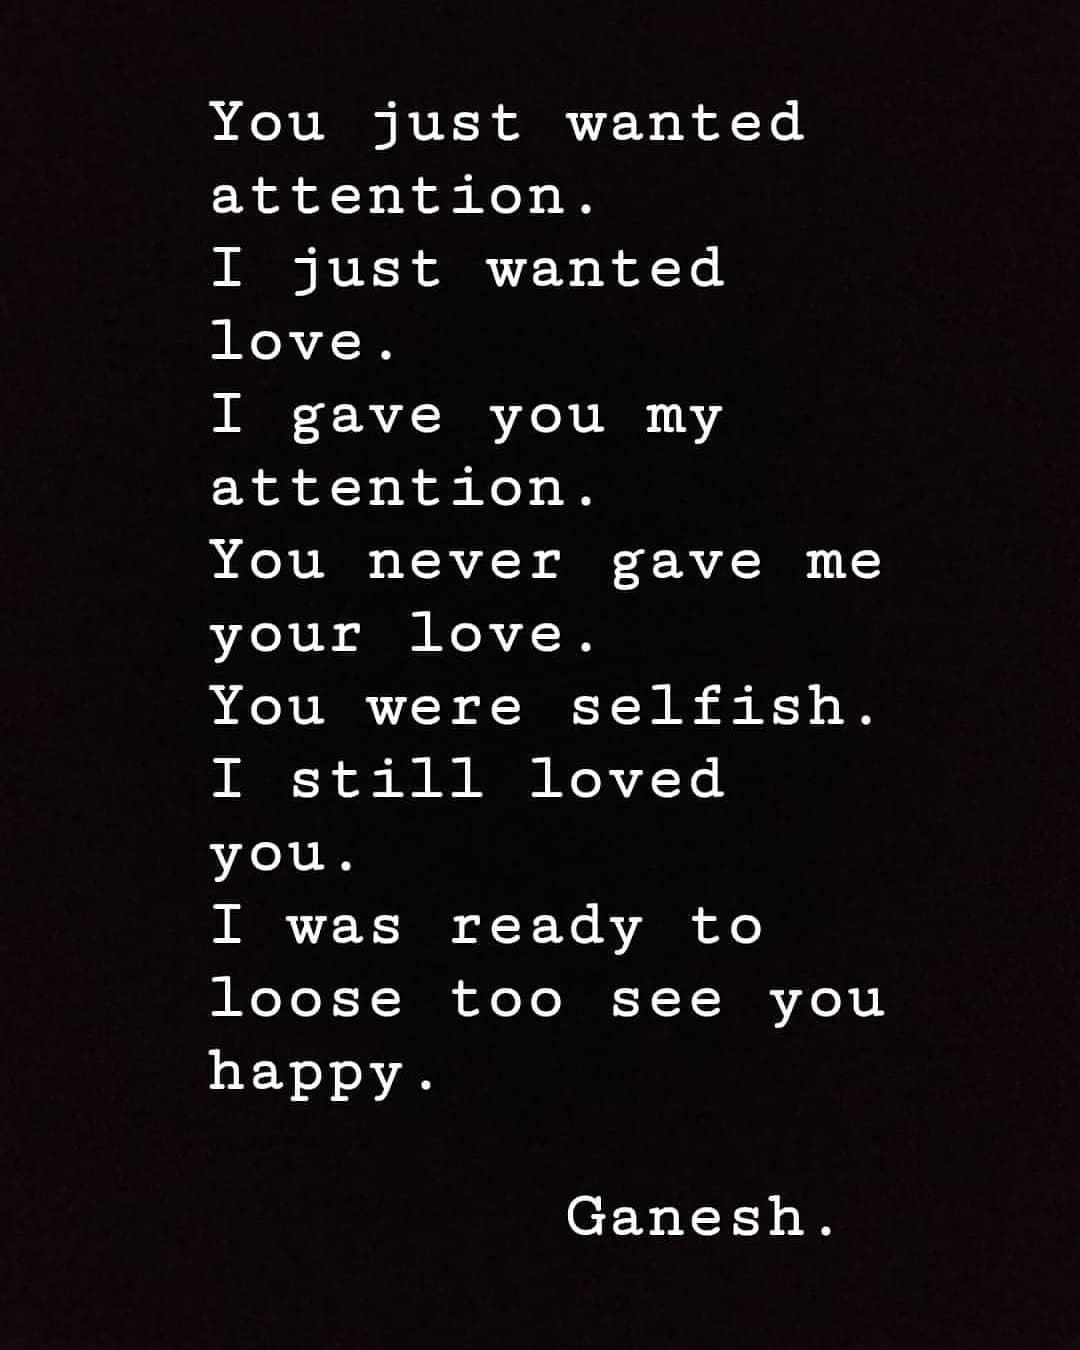 You just wanted
attention.
I just wanted
love.
I gave you my
attention.
You never gave me
your love.
You were selfish.
I still loved
you.
I was ready to
loose too see you
happy.
Ganesh.